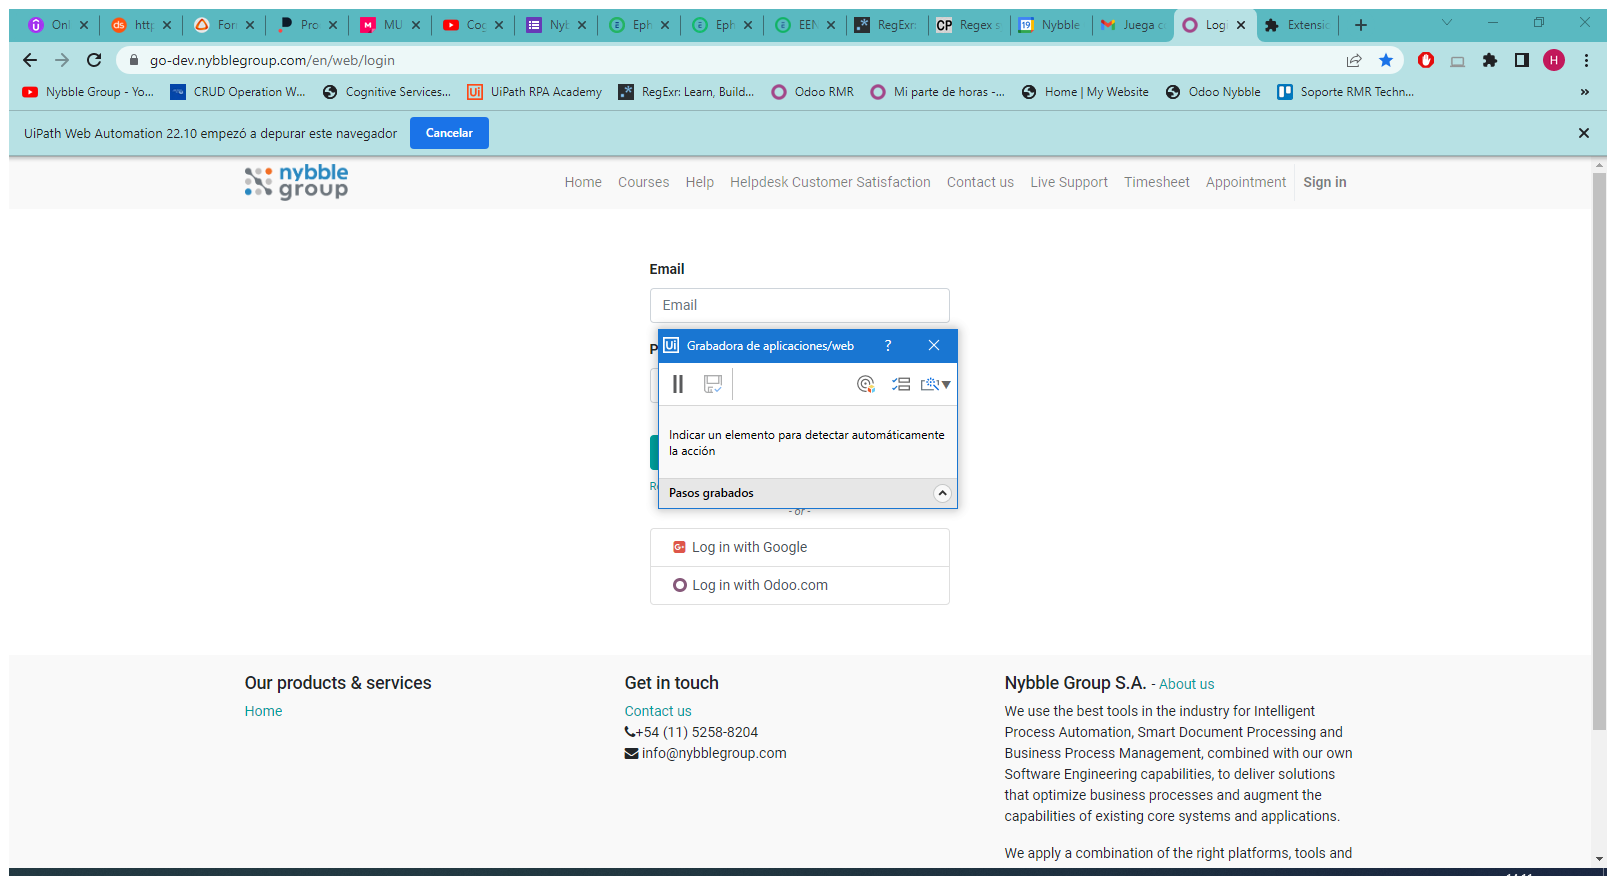 Onl
http
For
Pro
MU
Cog
Nyb
Eph
Eph
EEN
RegExr:
CP Regex s
19 Nybble
Juega o
Logi
Extensio
go-dev.nybblegroup.com/en/web/login
H
Nybble Group - Yo...
CRUD Operation W...
Cognitive Services...
UiPath RPA Academy
RegExr: Learn, Build...
Odoo RMR
Mi parte de horas -...
Home | My Website
Odoo Nybble
Soporte RMR Techn...
»
UiPath Web Automation 22.10 empezó a depurar este navegador
Cancelar
nybble
group
Home
Courses
Help
Helpdesk Customer Satisfaction
Contact us
Live Support
Timesheet
Appointment
Sign in
Email
Email
P
Ui Grabadora de aplicaciones/web
?
Indicar un elemento para detectar automáticamente
la acción
Pasos grabados
- or -
G+ Log in with Google
Log in with Odoo.com
Our products & services
Home
Get in touch
Contact us
+54 (11) 5258-8204
info@nybblegroup.com
Nybble Group S.A. - About us
We use the best tools in the industry for Intelligent
Process Automation, Smart Document Processing and
Business Process Management, combined with our own
Software Engineering capabilities, to deliver solutions
that optimize business processes and augment the
capabilities of existing core systems and applications.
We apply a combination of the right platforms, tools and